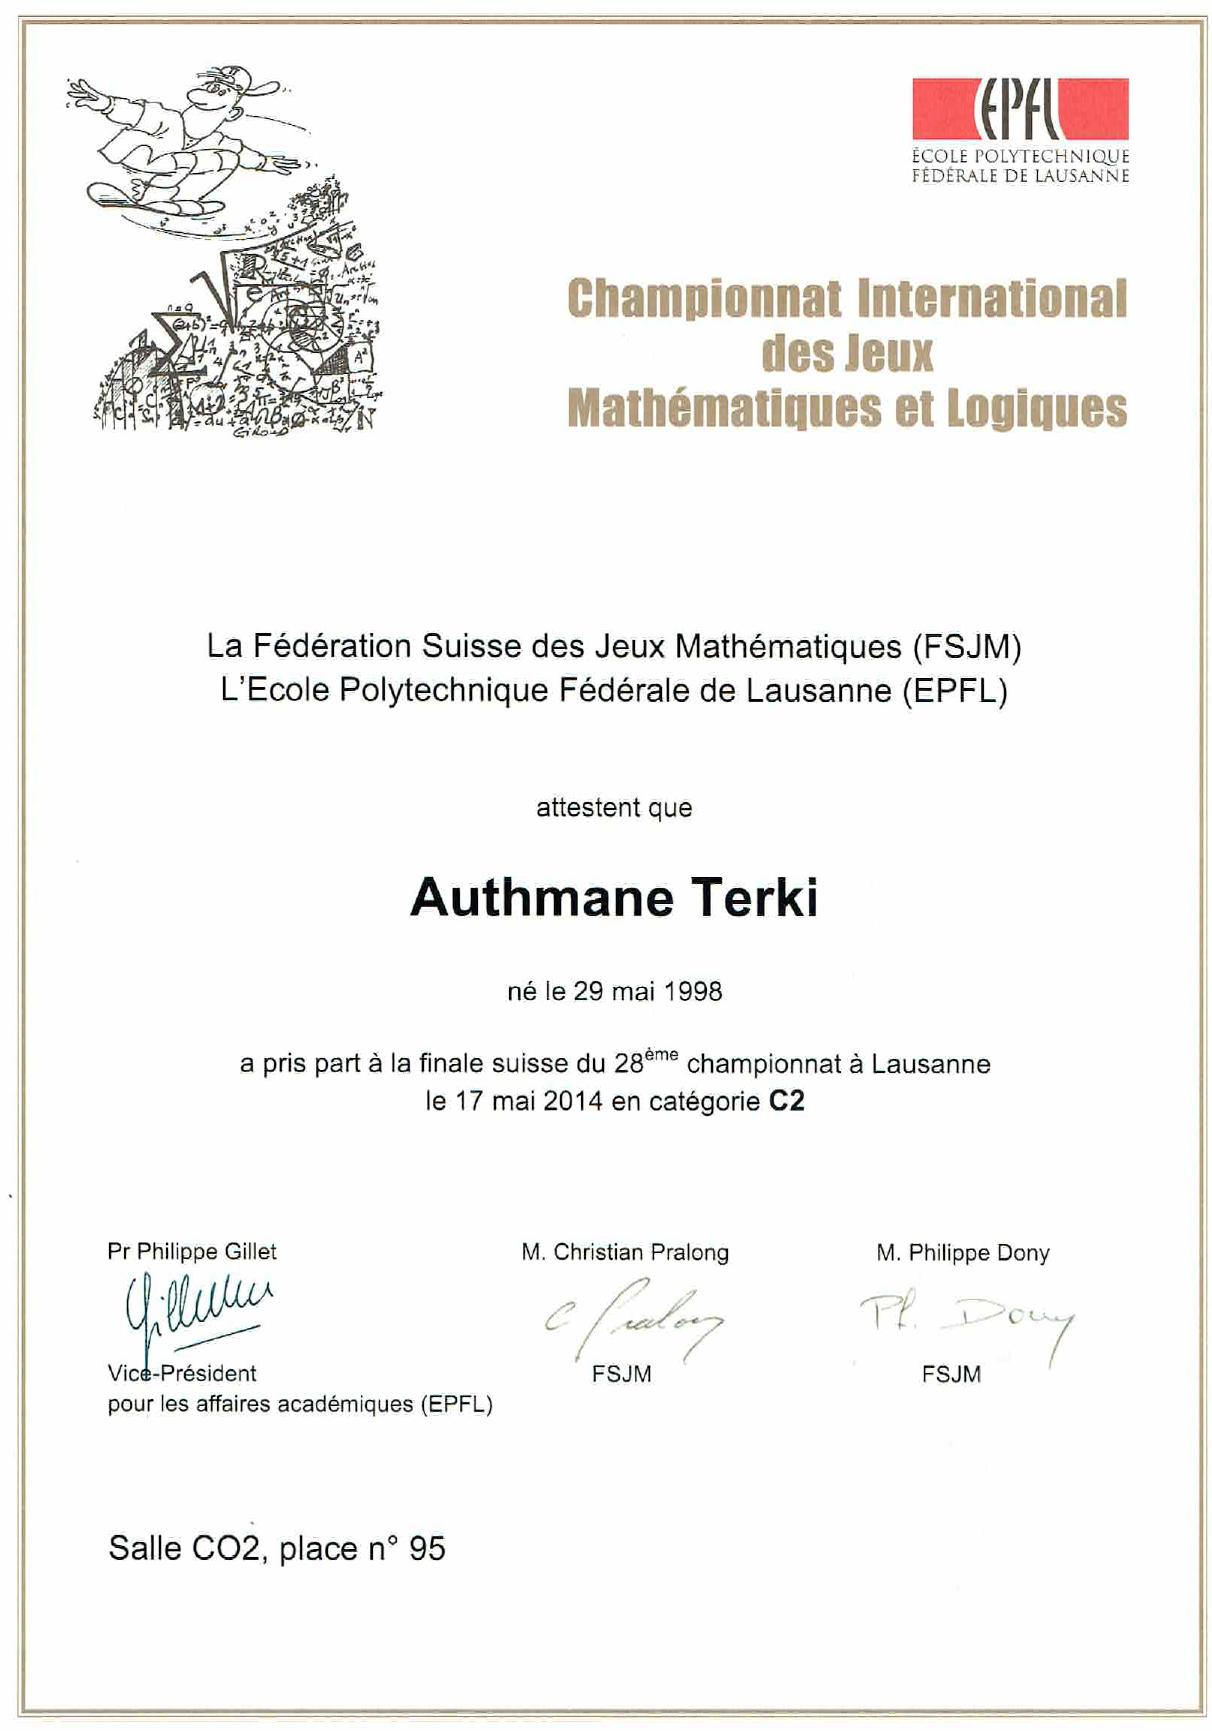 EPFL
ÉCOLE POLYTECHNIQUE
FÉDÉRALE DE LAUSANNE
Championnat International
des Jeux
Mathématiques et Logiques
La Fédération Suisse des Jeux Mathématiques (FSJM)
L'Ecole Polytechnique Fédérale de Lausanne (EPFL)
attestent que
Authmane Terki
né le 29 mai 1998
a pris part à la finale suisse du 28ème championnat à Lausanne
le 17 mai 2014 en catégorie C2
Pr Philippe Gillet M. Christian Pralong M. Philippe Dony
C Pralong Ph. Dony
Vice-Président FSJM FSJM
pour les affaires académiques (EPFL)
Salle CO2, place n° 95